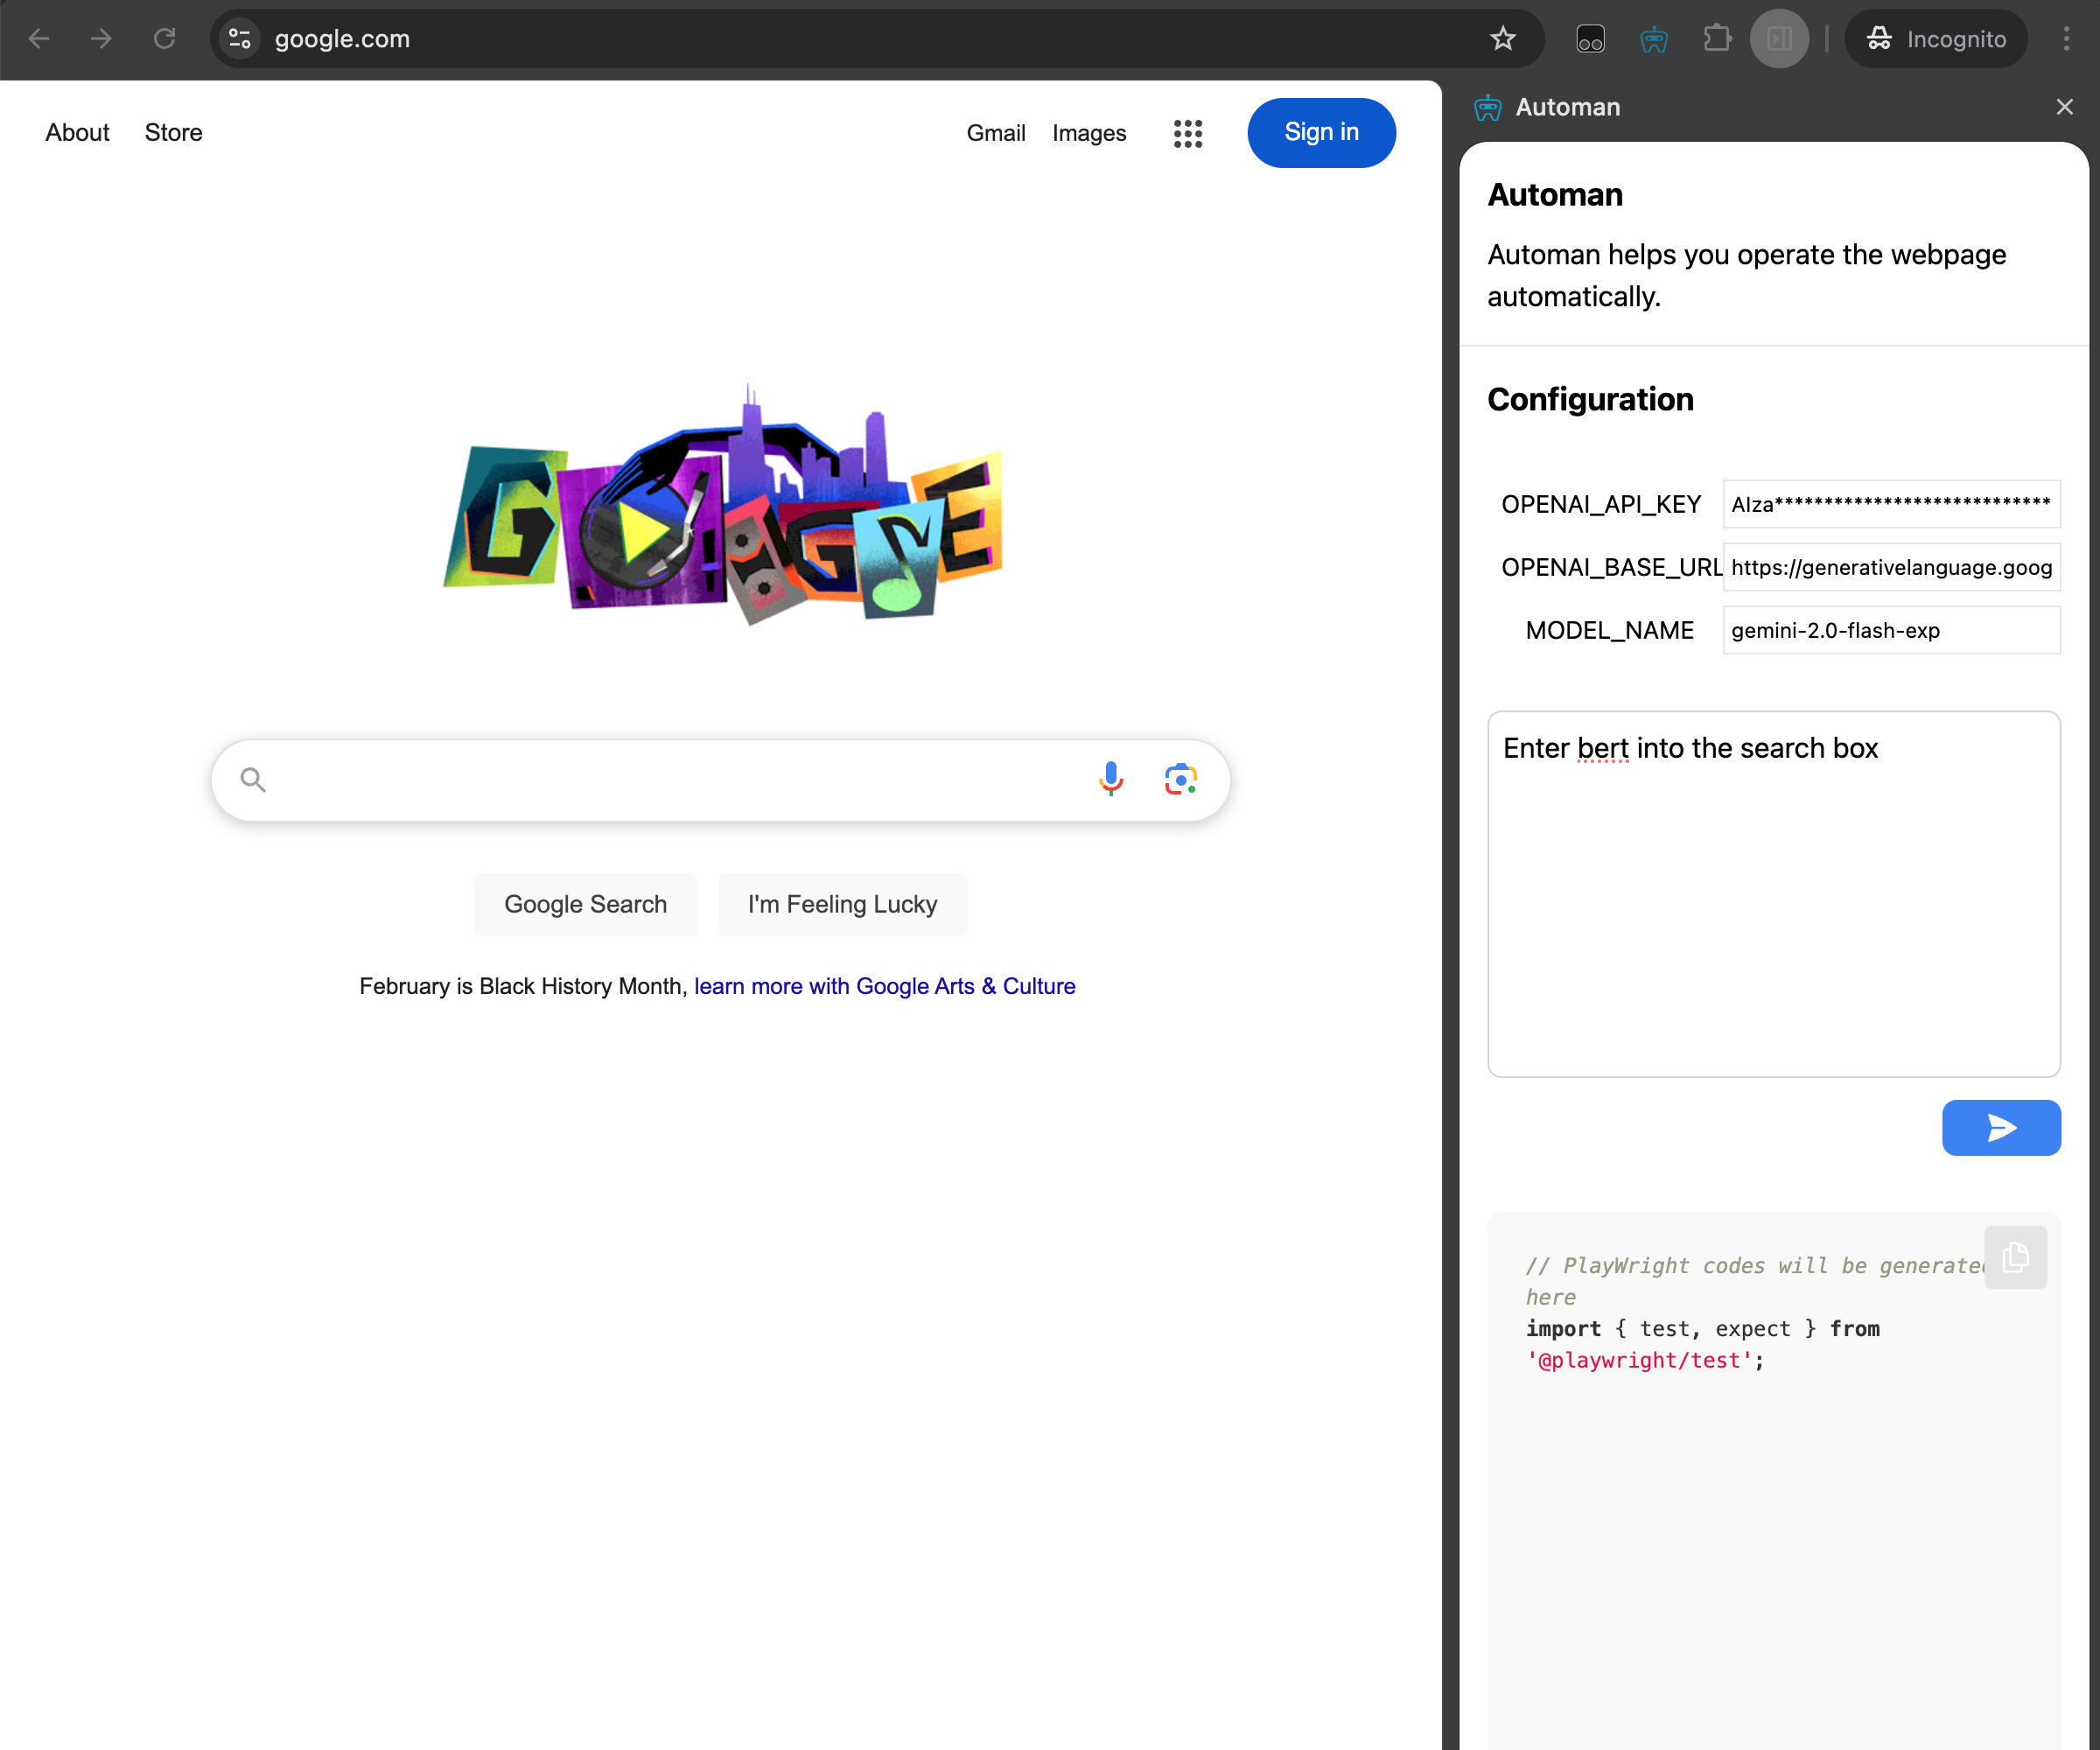 google.com
Incognito
About
Store
Gmail
Images
Sign in
GOOGLE
Google Search
I'm Feeling Lucky
February is Black History Month, learn more with Google Arts & Culture
Automan
Automan
Automan helps you operate the webpage
automatically.
Configuration
OPENAI_API_KEY
AIza****************************
OPENAI_BASE_URL
https://generativelanguage.goog
MODEL_NAME
gemini-2.0-flash-exp
Enter bert into the search box
// PlayWright codes will be generated
here
import { test, expect } from
'@playwright/test';